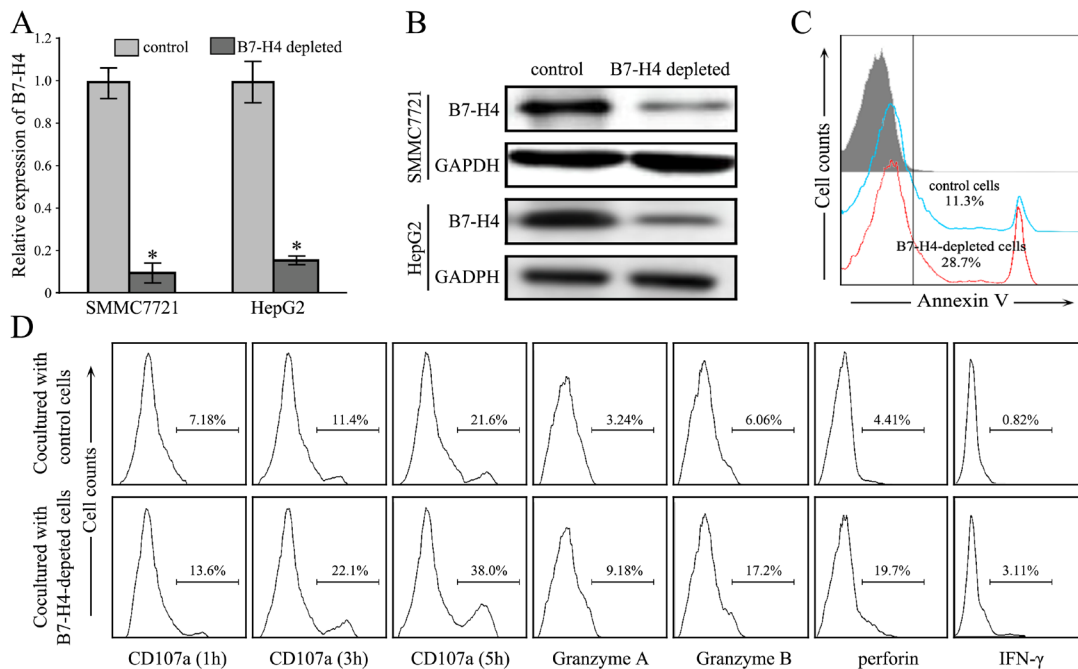 A
Relative expression of B7-H4
1.2
1.0
0.8
0.6
0.4
0.2
0
control
B7-H4 depleted
*
*
SMMC7721
HepG2
B
control
B7-H4 depleted
SMMC7721
B7-H4
GAPDH
HepG2
B7-H4
GADPH
C
Cell counts
control cells
11.3%
B7-H4-depleted cells
28.7%
Annexin V
D
Cocultured with
control cells
Cocultured with
B7-H4-depeted cells
Cell counts
7.18%
11.4%
21.6%
3.24%
6.06%
4.41%
0.82%
13.6%
22.1%
38.0%
9.18%
17.2%
19.7%
3.11%
CD107a (1h)
CD107a (3h)
CD107a (5h)
Granzyme A
Granzyme B
perforin
IFN-γ